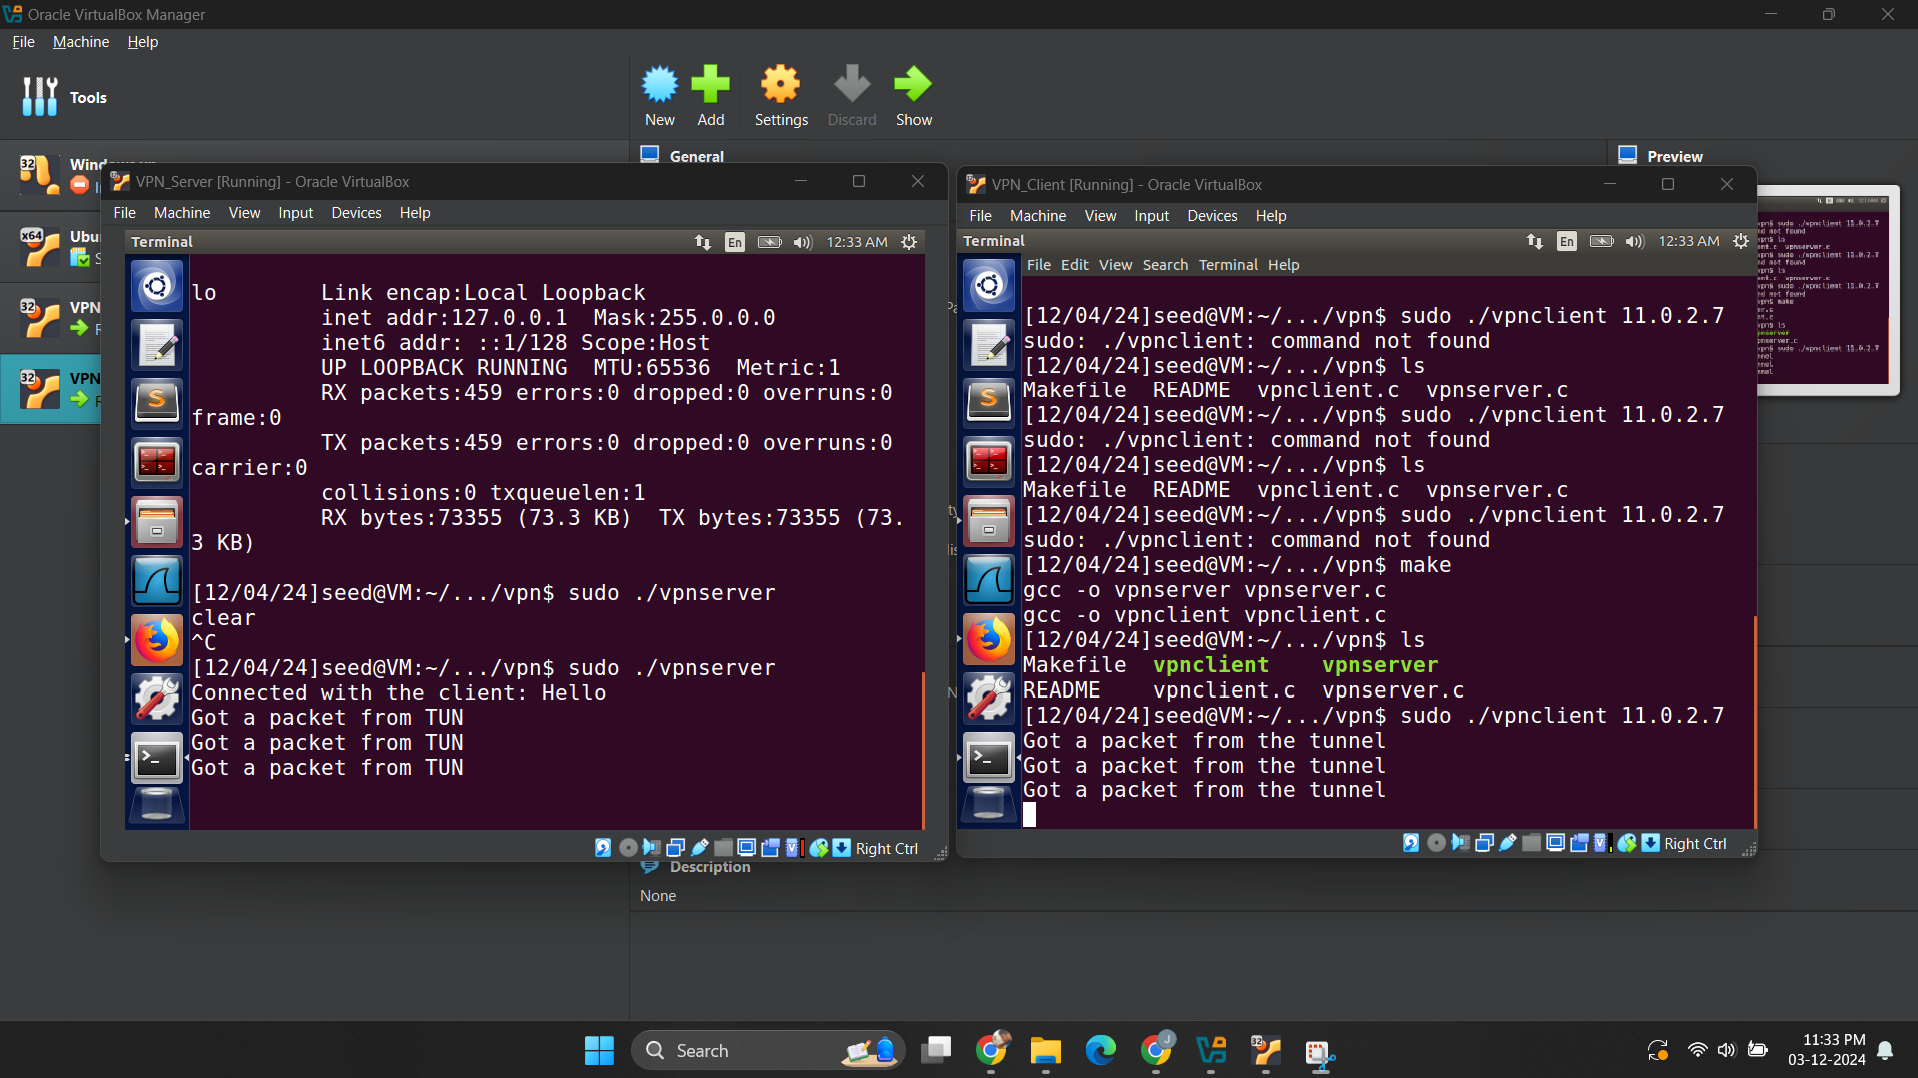 Oracle VirtualBox Manager
File Machine Help
Tools
New Add Settings Discard Show
General
Preview
32
x64
32
32
VPN
VPN
VPN_Server [Running] - Oracle VirtualBox
File Machine View Input Devices Help
Terminal
En 12:33 AM
lo Link encap:Local Loopback
inet addr:127.0.0.1 Mask:255.0.0.0
inet6 addr: ::1/128 Scope:Host
UP LOOPBACK RUNNING MTU:65536 Metric:1
RX packets:459 errors:0 dropped:0 overruns:0
frame:0
TX packets:459 errors:0 dropped:0 overruns:0
carrier:0
collisions:0 txqueuelen:1
RX bytes:73355 (73.3 KB) TX bytes:73355 (73.
3 KB)
[12/04/24]seed@VM:~/.../vpn$ sudo ./vpnserver
clear
^C
[12/04/24]seed@VM:~/.../vpn$ sudo ./vpnserver
Connected with the client: Hello
Got a packet from TUN
Got a packet from TUN
Got a packet from TUN
Right Ctrl
VPN_Client [Running] - Oracle VirtualBox
File Machine View Input Devices Help
Terminal
En 12:33 AM
File Edit View Search Terminal Help
[12/04/24]seed@VM:~/.../vpn$ sudo ./vpnclient 11.0.2.7
sudo: ./vpnclient: command not found
[12/04/24]seed@VM:~/.../vpn$ ls
Makefile README vpnclient.c vpnserver.c
[12/04/24]seed@VM:~/.../vpn$ sudo ./vpnclient 11.0.2.7
sudo: ./vpnclient: command not found
[12/04/24]seed@VM:~/.../vpn$ ls
Makefile README vpnclient.c vpnserver.c
[12/04/24]seed@VM:~/.../vpn$ sudo ./vpnclient 11.0.2.7
sudo: ./vpnclient: command not found
[12/04/24]seed@VM:~/.../vpn$ make
gcc -o vpnserver vpnserver.c
gcc -o vpnclient vpnclient.c
[12/04/24]seed@VM:~/.../vpn$ ls
Makefile vpnclient vpnserver
README vpnclient.c vpnserver.c
[12/04/24]seed@VM:~/.../vpn$ sudo ./vpnclient 11.0.2.7
Got a packet from the tunnel
Got a packet from the tunnel
Got a packet from the tunnel
Right Ctrl
Description
None
Search
11:33 PM
03-12-2024